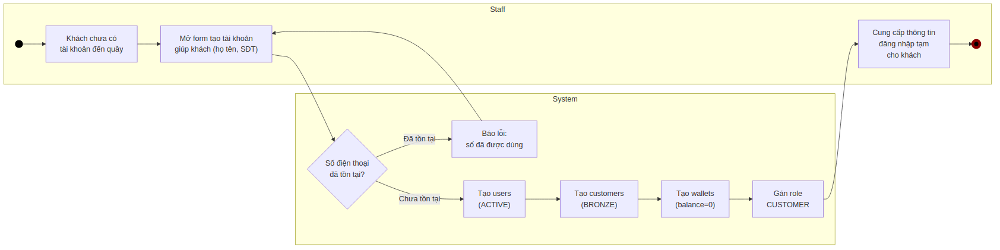 Staff
Khách chưa có
tài khoản đến quầy
Mở form tạo tài khoản
giúp khách (họ tên, SĐT)
Cung cấp thông tin
đăng nhập tạm
cho khách
System
Số điện thoại
đã tồn tại?
Đã tồn tại
Báo lỗi:
số đã được dùng
Chưa tồn tại
Tạo users
(ACTIVE)
Tạo customers
(BRONZE)
Tạo wallets
(balance=0)
Gán role
CUSTOMER